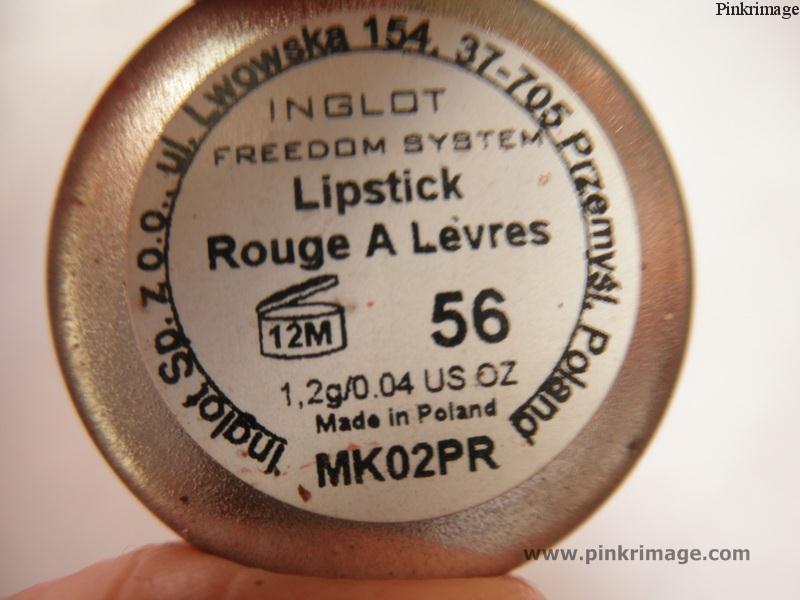 Pinkrimage
Inglot Sp. z o.o., ul. Lwowska 154, 37-705 Przemyśl, Poland
INGLOT
FREEDOM SYSTEM
Lipstick
Rouge A Lèvres
12M
56
1,2g/0.04 US OZ
Made in Poland
MK02PR
www.pinkrimage.com